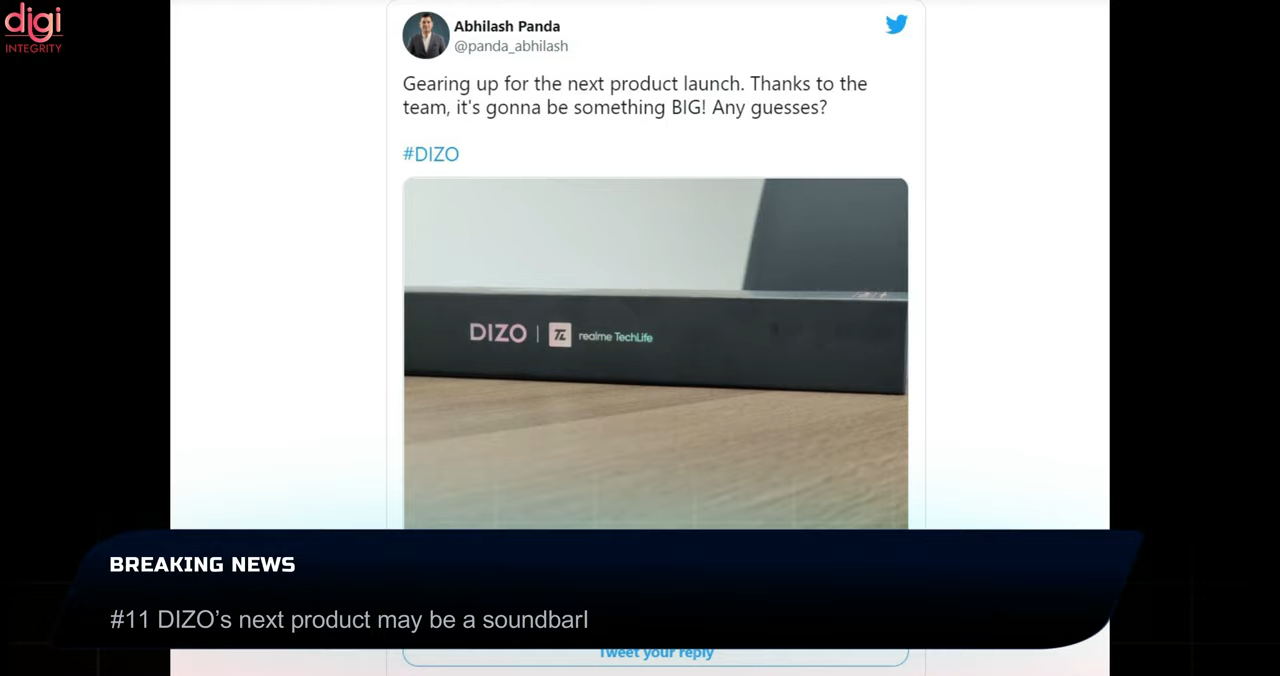 digi
INTEGRITY
Abhilash Panda
@panda_abhilash
Gearing up for the next product launch. Thanks to the
team, it's gonna be something BIG! Any guesses?
#DIZO
DIZO | TL realme TechLife
BREAKING NEWS
#11 DIZO’s next product may be a soundbar
Tweet your reply